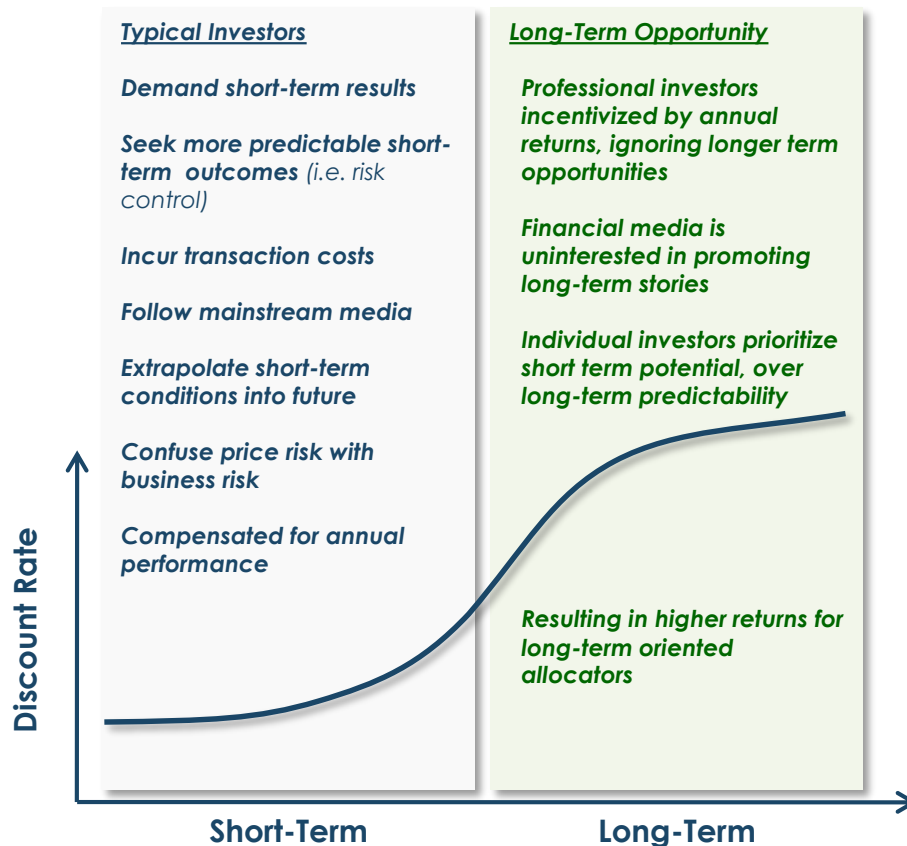 Typical Investors
Demand short-term results
Seek more predictable short-
term outcomes (i.e. risk
control)
Incur transaction costs
Follow mainstream media
Extrapolate short-term
conditions into future
Confuse price risk with
business risk
Compensated for annual
performance
Long-Term Opportunity
Professional investors
incentivized by annual
returns, ignoring longer term
opportunities
Financial media is
uninterested in promoting
long-term stories
Individual investors prioritize
short term potential, over
long-term predictability
Resulting in higher returns for
long-term oriented
allocators
Discount Rate
Short-Term
Long-Term